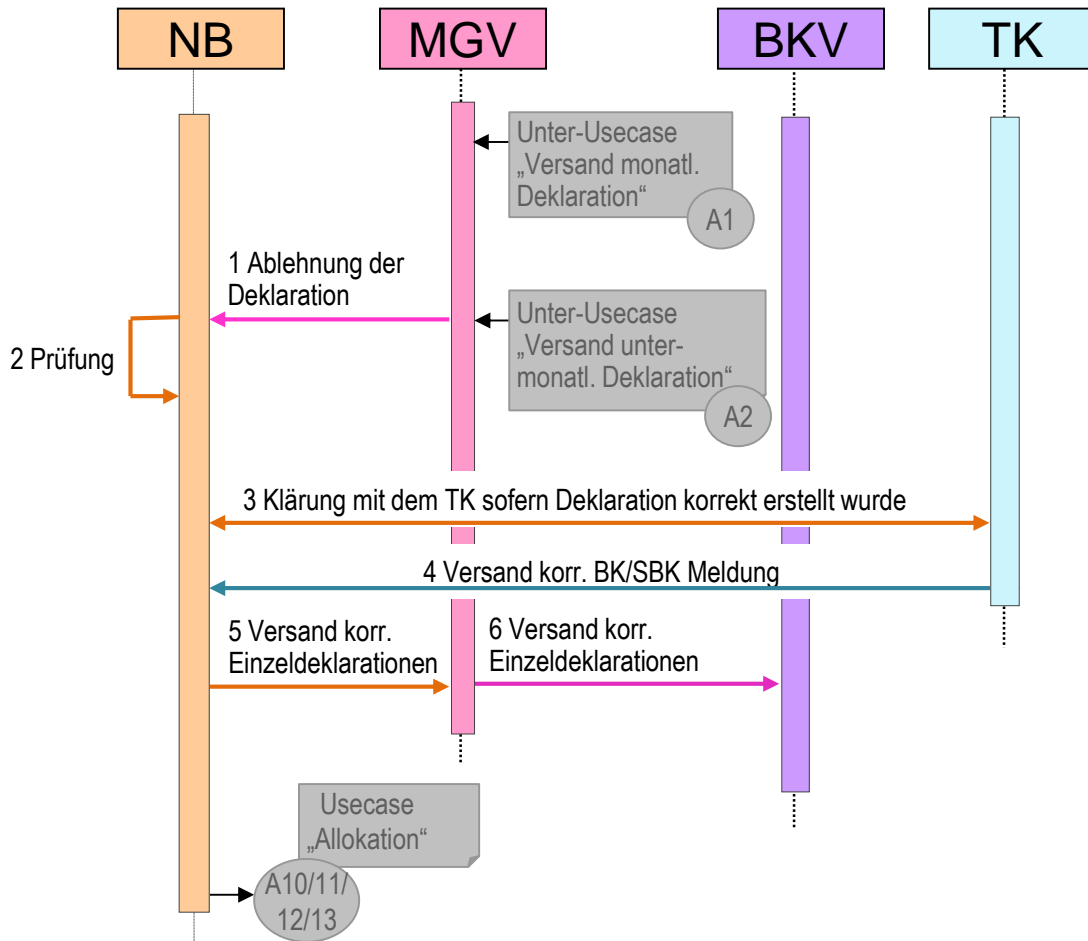 NB
MGV
BKV
TK
Unter-Usecase
„Versand monatl.
Deklaration“
A1
1 Ablehnung der
Deklaration
Unter-Usecase
„Versand unter-
monatl. Deklaration“
A2
2 Prüfung
3 Klärung mit dem TK sofern Deklaration korrekt erstellt wurde
4 Versand korr. BK/SBK Meldung
5 Versand korr.
Einzeldeklarationen
6 Versand korr.
Einzeldeklarationen
Usecase
„Allokation“
A10/11/
12/13